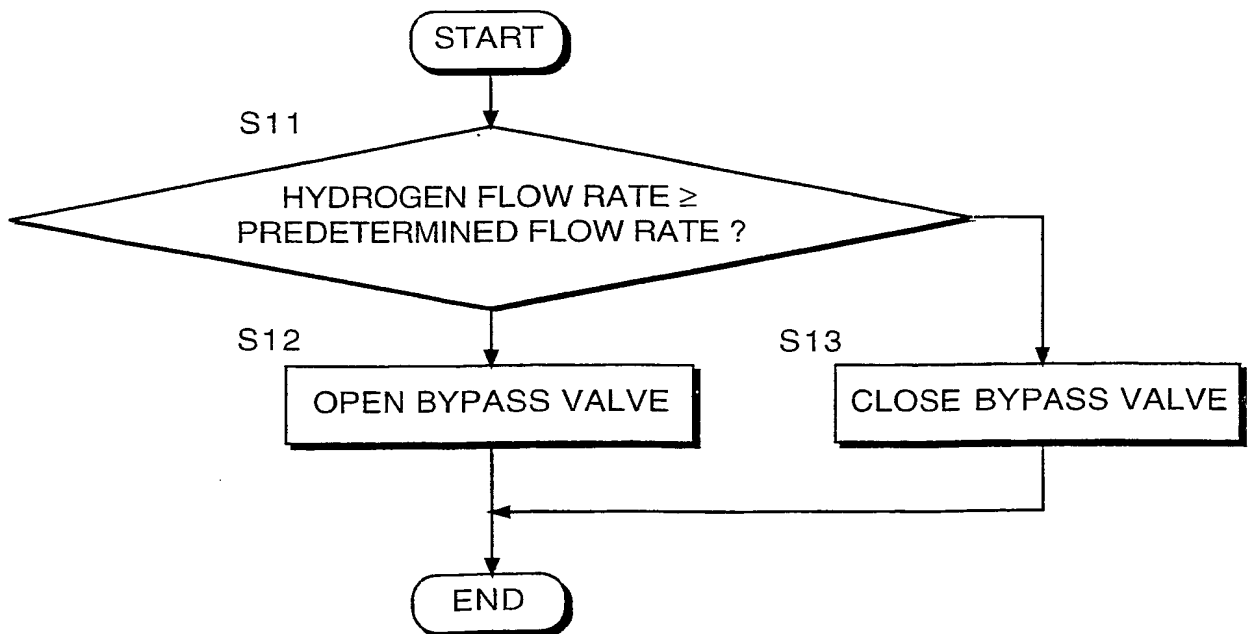 START
S11
HYDROGEN FLOW RATE ≥
PREDETERMINED FLOW RATE ?
S12
OPEN BYPASS VALVE
S13
CLOSE BYPASS VALVE
END